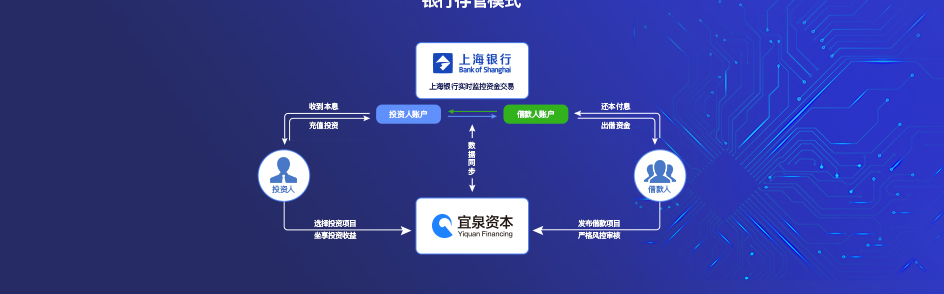 银行存管模式
上海银行
Bank of Shanghai
上海银行实时监控资金交易
收到本息
投资人账户
借款人账户
还本付息
充值投资
出借资金
数据同步
投资人
借款人
选择投资项目
宜泉资本
Yiquan Financing
发布借款项目
坐享投资收益
严格风控审核